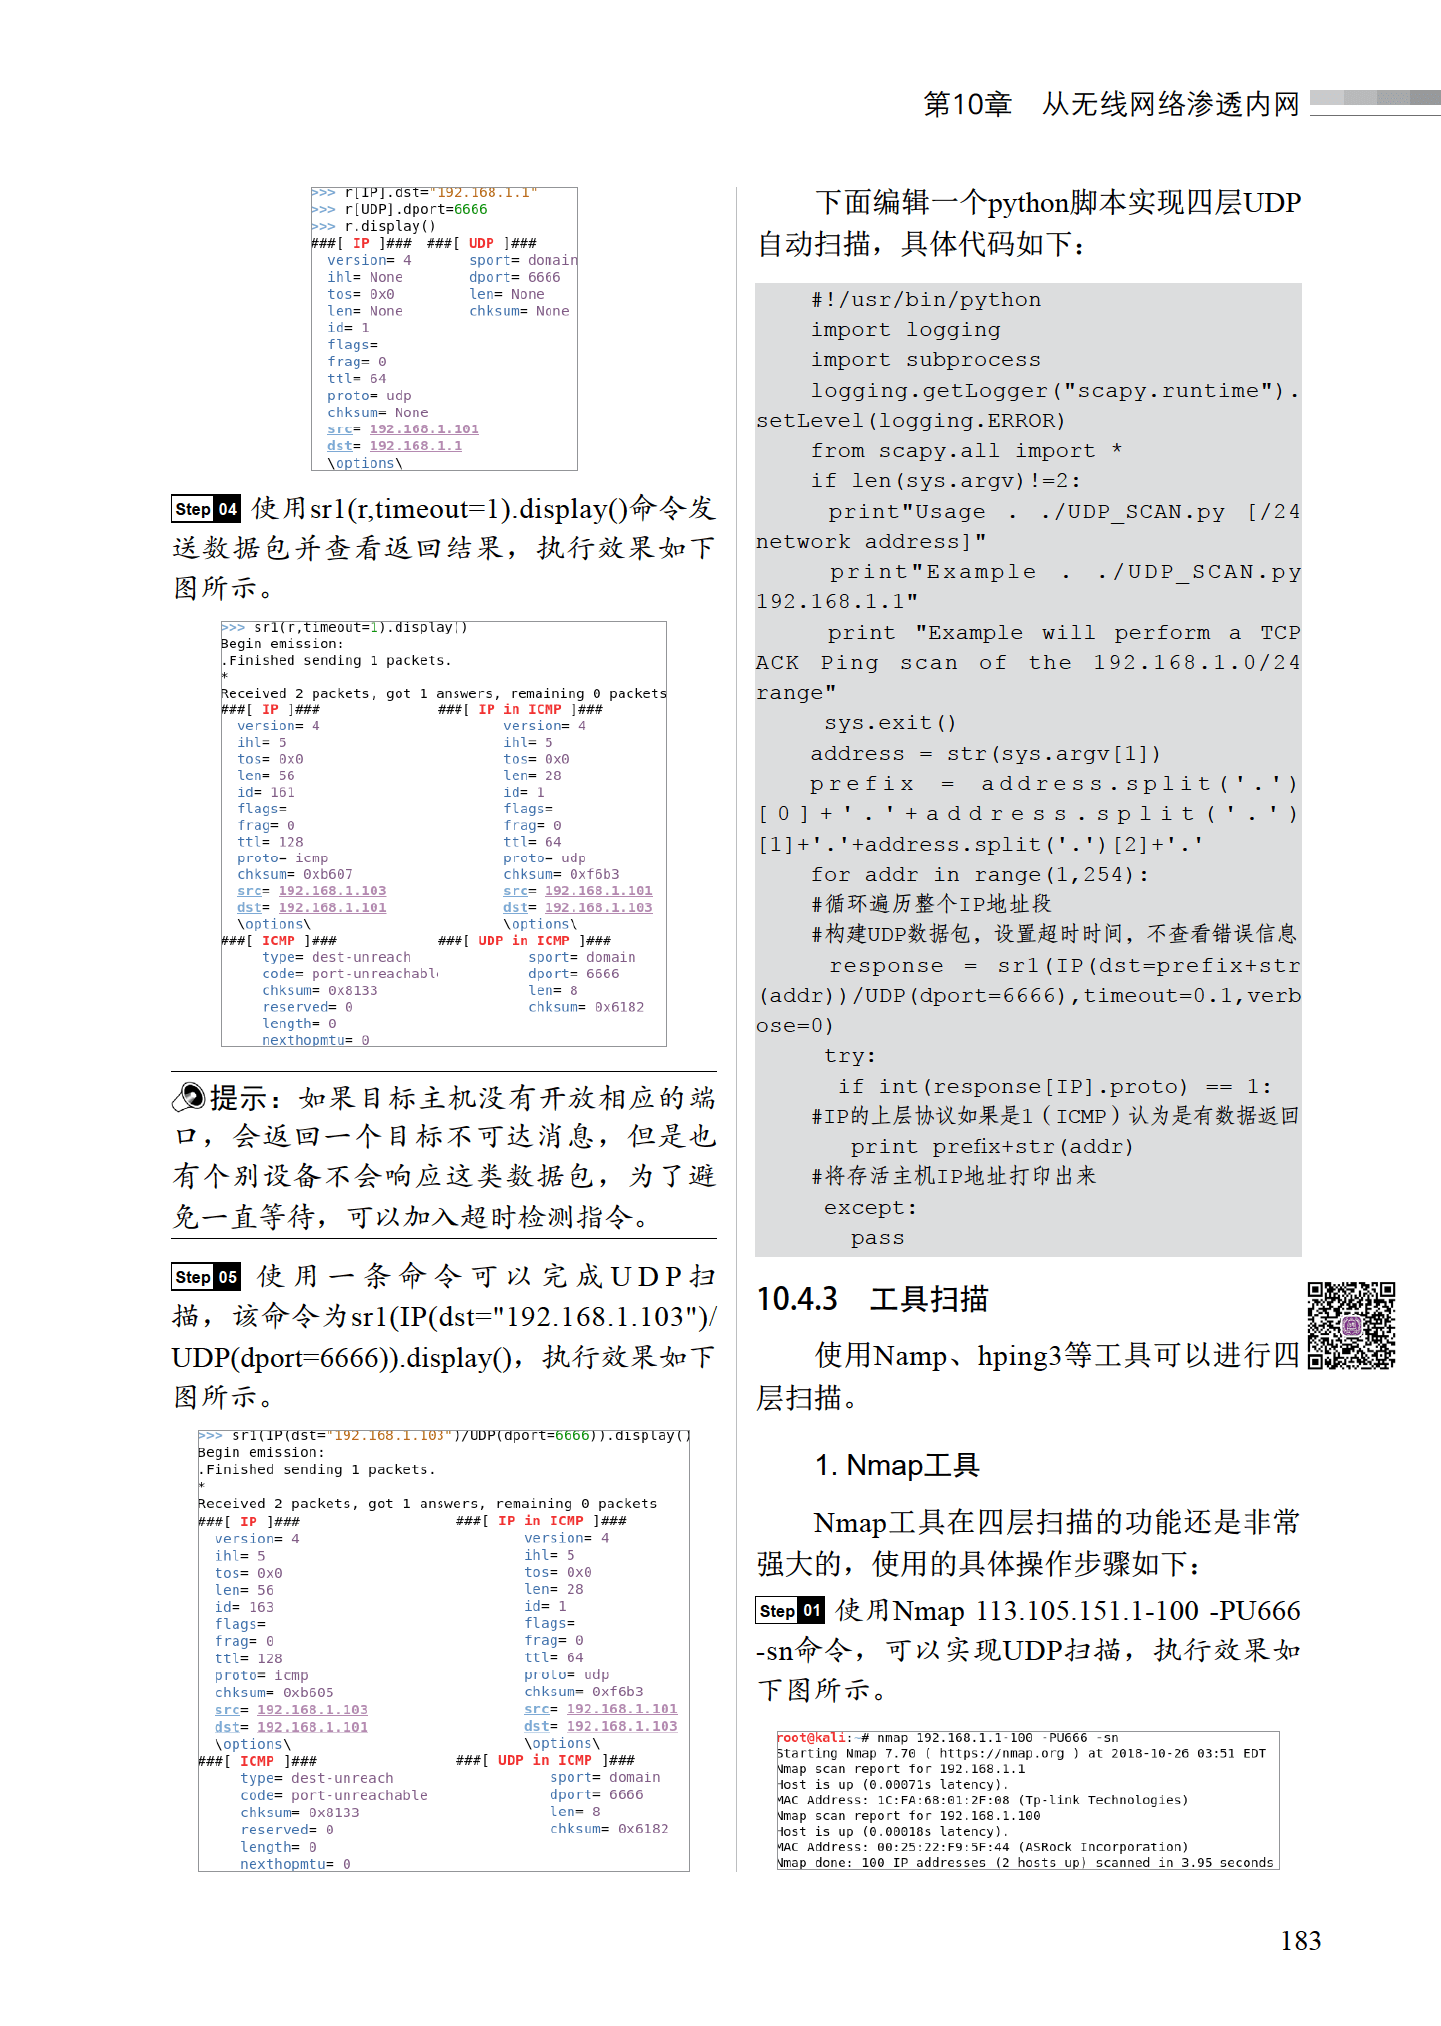 第10章　从无线网络渗透内网
>>> r[IP].dst="192.168.1.1"
>>> r[UDP].dport=6666
>>> r.display()
###[ IP ]###  ###[ UDP ]###
version= 4       sport= domain
ihl= None        dport= 6666
tos= 0x0         len= None
len= None        chksum= None
id= 1
flags=
frag= 0
ttl= 64
proto= udp
chksum= None
src= 192.168.1.101
dst= 192.168.1.1
\options\
Step 04 使用sr1(r,timeout=1).display()命令发
送数据包并查看返回结果，执行效果如下
图所示。
>>> sr1(r,timeout=1).display()
Begin emission:
.Finished sending 1 packets.
*
Received 2 packets, got 1 answers, remaining 0 packets
###[ IP ]###              ###[ IP in ICMP ]###
version= 4                version= 4
ihl= 5                    ihl= 5
tos= 0x0                  tos= 0x0
len= 56                   len= 28
id= 161                   id= 1
flags=                    flags=
frag= 0                   frag= 0
ttl= 128                  ttl= 64
proto= icmp               proto= udp
chksum= 0xb607            chksum= 0xf6b3
src= 192.168.1.103        src= 192.168.1.101
dst= 192.168.1.101        dst= 192.168.1.103
\options\                 \options\
###[ ICMP ]###            ###[ UDP in ICMP ]###
type= dest-unreach        sport= domain
code= port-unreachable    dport= 6666
chksum= 0x8133            len= 8
reserved= 0               chksum= 0x6182
length= 0
nexthopmtu= 0
提示：如果目标主机没有开放相应的端
口，会返回一个目标不可达消息，但是也
有个别设备不会响应这类数据包，为了避
免一直等待，可以加入超时检测指令。
Step 05 使用一条命令可以完成UDP扫
描，该命令为sr1(IP(dst="192.168.1.103")/
UDP(dport=6666)).display()，执行效果如下
图所示。
>>> sr1(IP(dst="192.168.1.103")/UDP(dport=6666)).display()
Begin emission:
.Finished sending 1 packets.
*
Received 2 packets, got 1 answers, remaining 0 packets
###[ IP ]###              ###[ IP in ICMP ]###
version= 4                version= 4
ihl= 5                    ihl= 5
tos= 0x0                  tos= 0x0
len= 56                   len= 28
id= 163                   id= 1
flags=                    flags=
frag= 0                   frag= 0
ttl= 128                  ttl= 64
proto= icmp               proto= udp
chksum= 0xb605            chksum= 0xf6b3
src= 192.168.1.103        src= 192.168.1.101
dst= 192.168.1.101        dst= 192.168.1.103
\options\                 \options\
###[ ICMP ]###            ###[ UDP in ICMP ]###
type= dest-unreach        sport= domain
code= port-unreachable    dport= 6666
chksum= 0x8133            len= 8
reserved= 0               chksum= 0x6182
length= 0
nexthopmtu= 0
下面编辑一个python脚本实现四层UDP
自动扫描，具体代码如下：
#!/usr/bin/python
import logging
import subprocess
logging.getLogger("scapy.runtime").
setLevel(logging.ERROR)
from scapy.all import *
if len(sys.argv)!=2:
print"Usage . ./UDP_SCAN.py [/24
network address]"
print"Example . ./UDP_SCAN.py
192.168.1.1"
print "Example will perform a TCP
ACK Ping scan of the 192.168.1.0/24
range"
sys.exit()
address = str(sys.argv[1])
prefix = address.split('.')
[0]+'.'+address.split('.')
[1]+'.'+address.split('.')[2]+'.'
for addr in range(1,254):
#循环遍历整个IP地址段
#构建UDP数据包，设置超时时间，不查看错误信息
response = sr1(IP(dst=prefix+str
(addr))/UDP(dport=6666),timeout=0.1,verb
ose=0)
try:
if int(response[IP].proto) == 1:
#IP的上层协议如果是1（ICMP）认为是有数据返回
print prefix+str(addr)
#将存活主机IP地址打印出来
except:
pass
10.4.3　工具扫描
使用Namp、hping3等工具可以进行四
层扫描。
1. Nmap工具
Nmap工具在四层扫描的功能还是非常
强大的，使用的具体操作步骤如下：
Step 01 使用Nmap 113.105.151.1-100 -PU666
-sn命令，可以实现UDP扫描，执行效果如
下图所示。
root@kali:~# nmap 192.168.1.1-100 -PU666 -sn
Starting Nmap 7.70 ( https://nmap.org ) at 2018-10-26 03:51 EDT
Nmap scan report for 192.168.1.1
Host is up (0.00071s latency).
MAC Address: 1C:FA:68:01:2F:08 (Tp-link Technologies)
Nmap scan report for 192.168.1.100
Host is up (0.00018s latency).
MAC Address: 00:25:22:F9:5F:44 (ASRock Incorporation)
Nmap done: 100 IP addresses (2 hosts up) scanned in 3.95 seconds
183